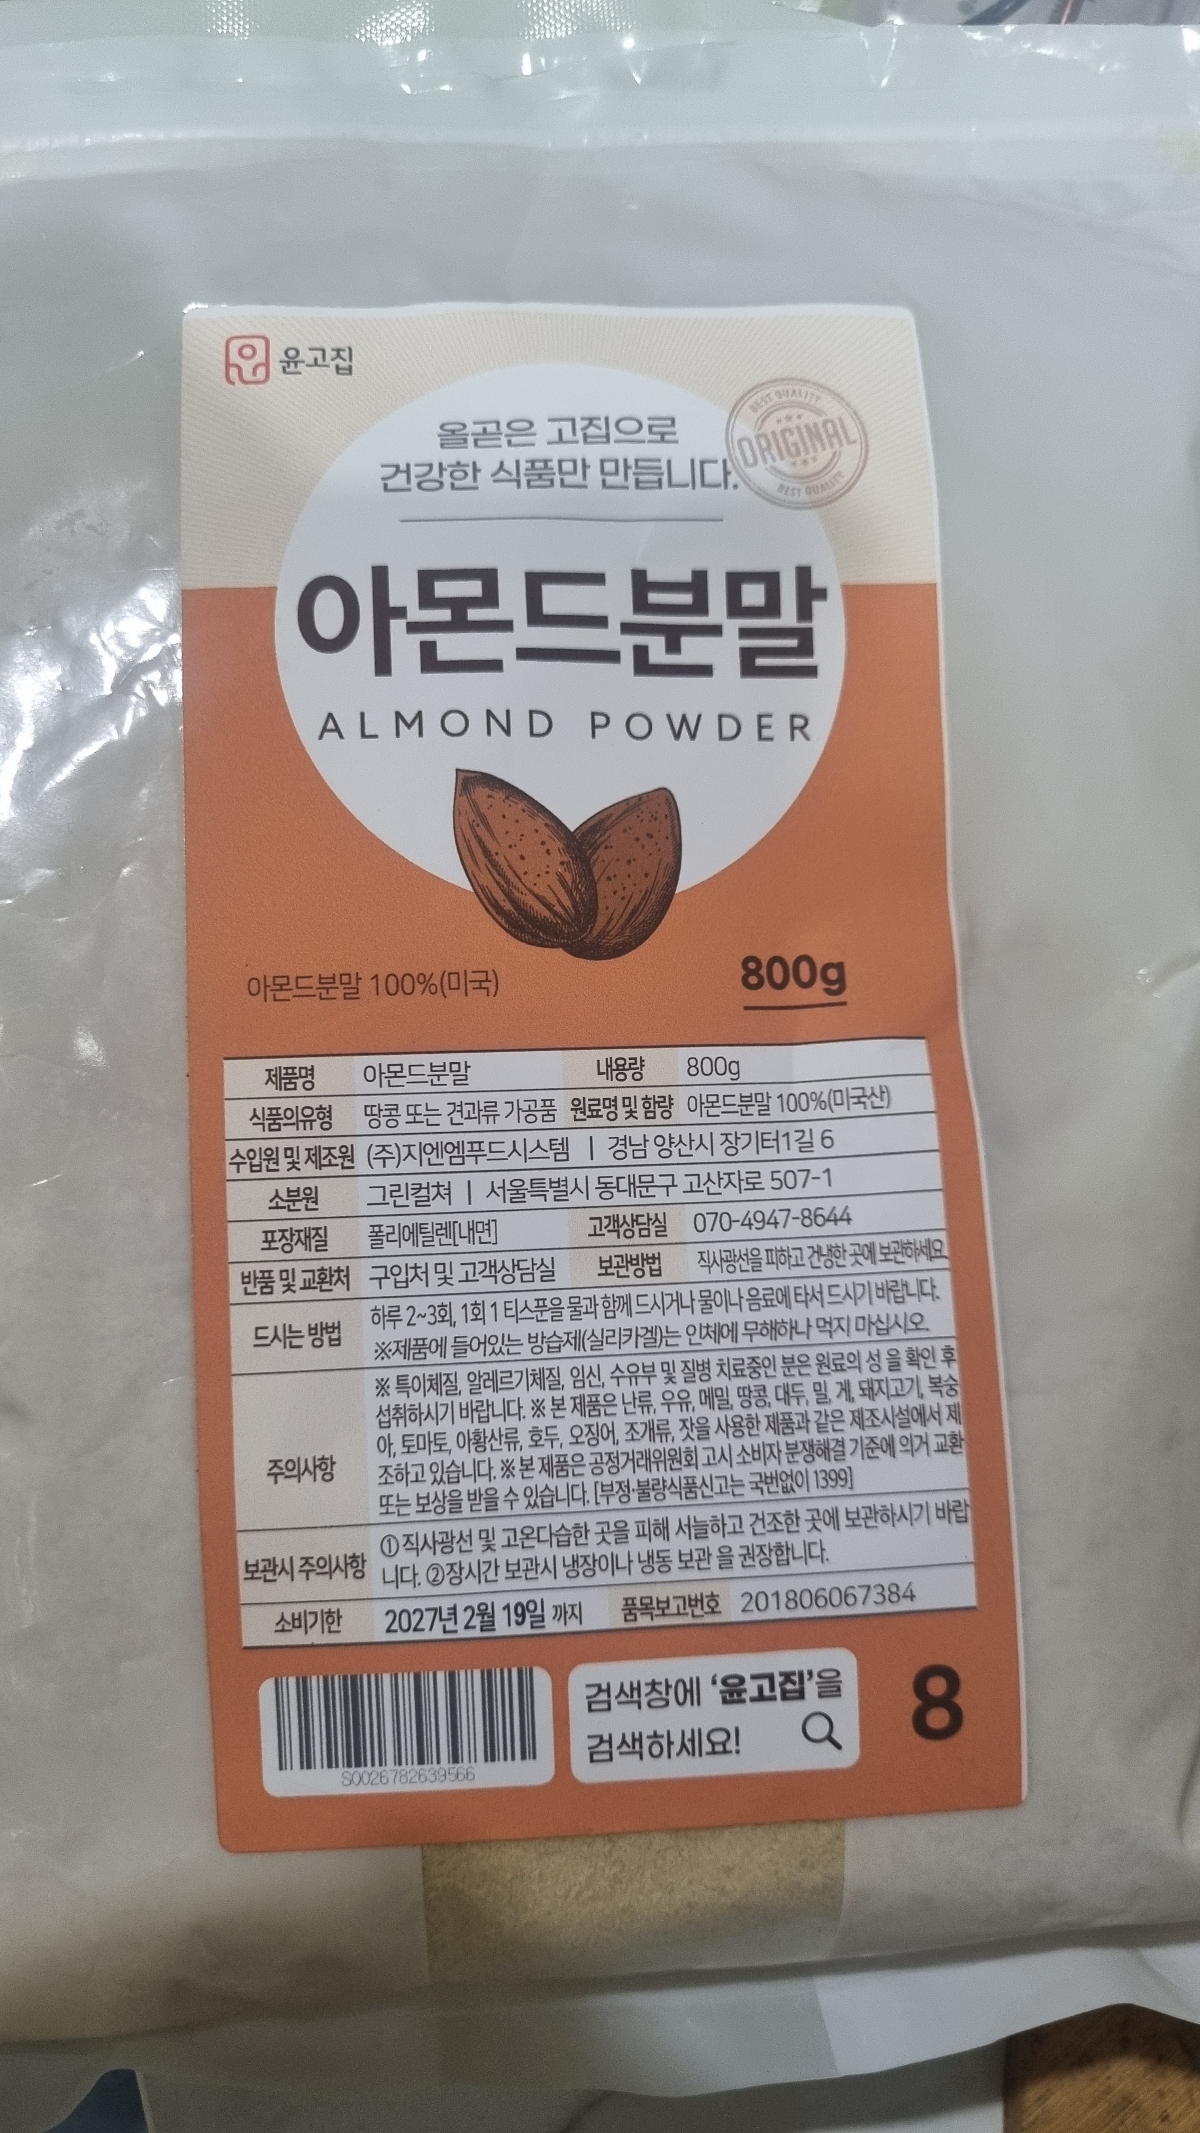 윤고집
올곧은 고집으로
건강한 식품만 만듭니다.
BEST QUALITY
ORIGINAL
BEST QUALITY
아몬드분말
ALMOND POWDER
아몬드분말 100%(미국)
800g
제품명 아몬드분말 내용량 800g
식품의유형 땅콩 또는 견과류 가공품 원료명 및 함량 아몬드분말 100%(미국산)
수입원 및 제조원 (주)지엔엠푸드시스템 | 경남 양산시 장기터1길 6
소분원 그린컬쳐 | 서울특별시 동대문구 고산자로 507-1
포장재질 폴리에틸렌[내면] 고객상담실 070-4947-8644
반품 및 교환처 구입처 및 고객상담실 보관방법 직사광선을 피하고 건냉한 곳에 보관하세요
드시는 방법 하루 2~3회, 1회 1 티스푼을 물과 함께 드시거나 물이나 음료에 타서 드시기 바랍니다.
※제품에 들어있는 방습제(실리카겔)는 인체에 무해하나 먹지 마십시오.
주의사항 ※ 특이체질, 알레르기체질, 임신, 수유부 및 질병 치료중인 분은 원료의 성 을 확인 후
섭취하시기 바랍니다. ※ 본 제품은 난류, 우유, 메밀, 땅콩, 대두, 밀, 게, 돼지고기, 복숭
아, 토마토, 아황산류, 호두, 오징어, 조개류, 잣을 사용한 제품과 같은 제조시설에서 제
조하고 있습니다. ※ 본 제품은 공정거래위원회 고시 소비자 분쟁해결 기준에 의거 교환
또는 보상을 받을 수 있습니다. [부정·불량식품신고는 국번없이 1399]
보관시 주의사항 ①직사광선 및 고온다습한 곳을 피해 서늘하고 건조한 곳에 보관하시기 바랍
니다. ②장시간 보관시 냉장이나 냉동 보관 을 권장합니다.
소비기한 2027년 2월 19일 까지 품목보고번호 201806067384
S0026782639566
검색창에 ‘윤고집’을
검색하세요!
8